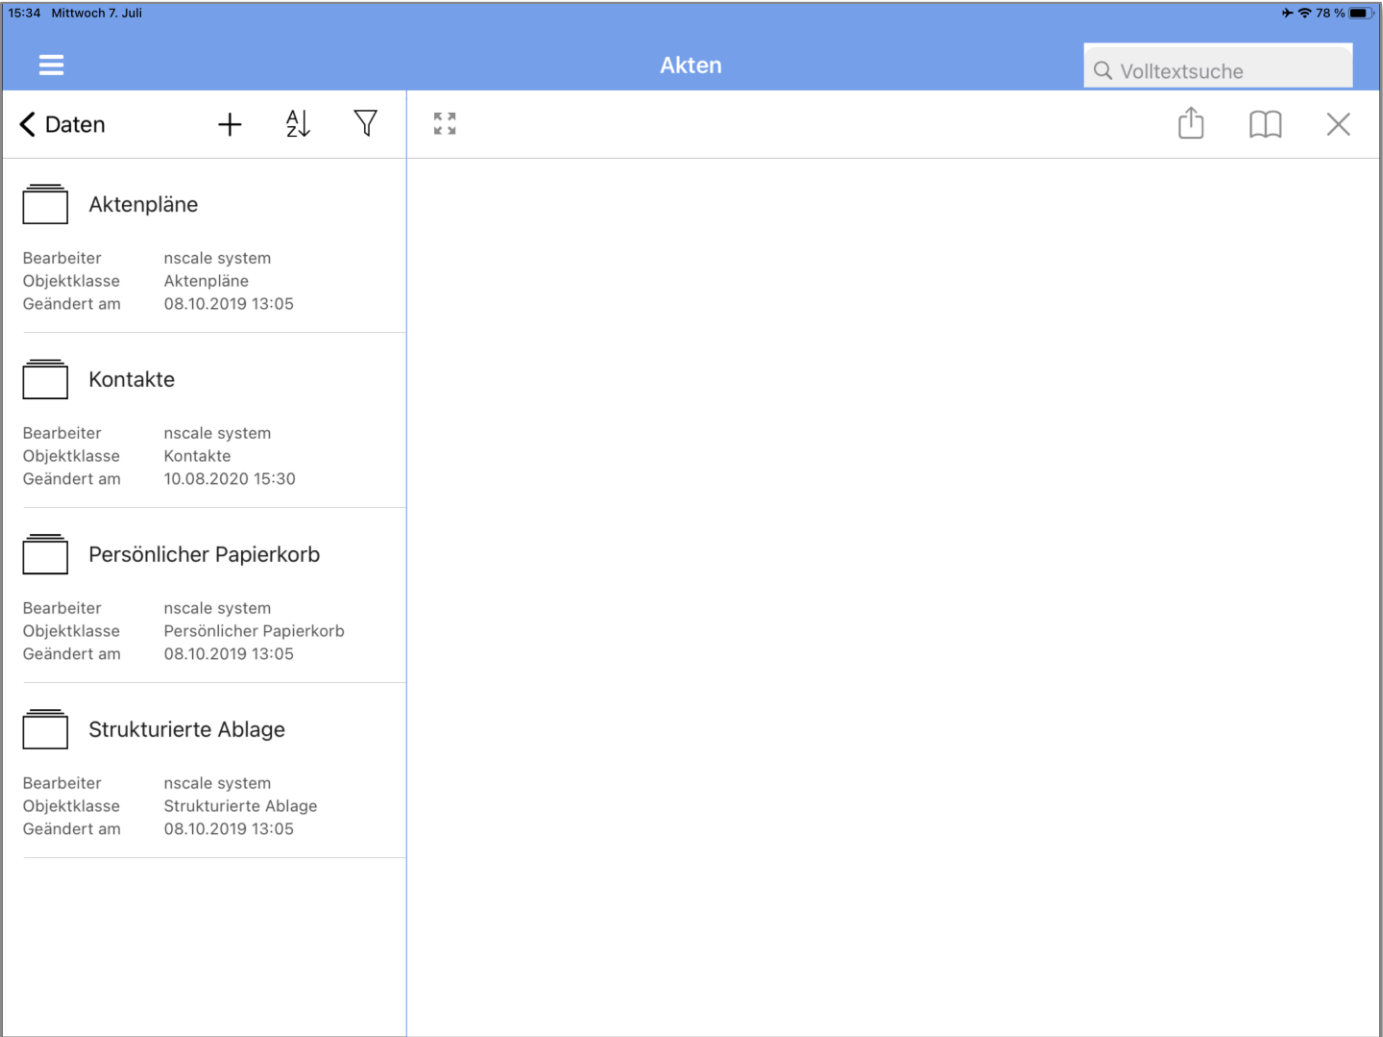 15:34 Mittwoch 7. Juli
78 %
Akten
Volltextsuche
Daten
A
Z
Aktenpläne
Bearbeiter nscale system
Objektklasse Aktenpläne
Geändert am 08.10.2019 13:05
Kontakte
Bearbeiter nscale system
Objektklasse Kontakte
Geändert am 10.08.2020 15:30
Persönlicher Papierkorb
Bearbeiter nscale system
Objektklasse Persönlicher Papierkorb
Geändert am 08.10.2019 13:05
Strukturierte Ablage
Bearbeiter nscale system
Objektklasse Strukturierte Ablage
Geändert am 08.10.2019 13:05